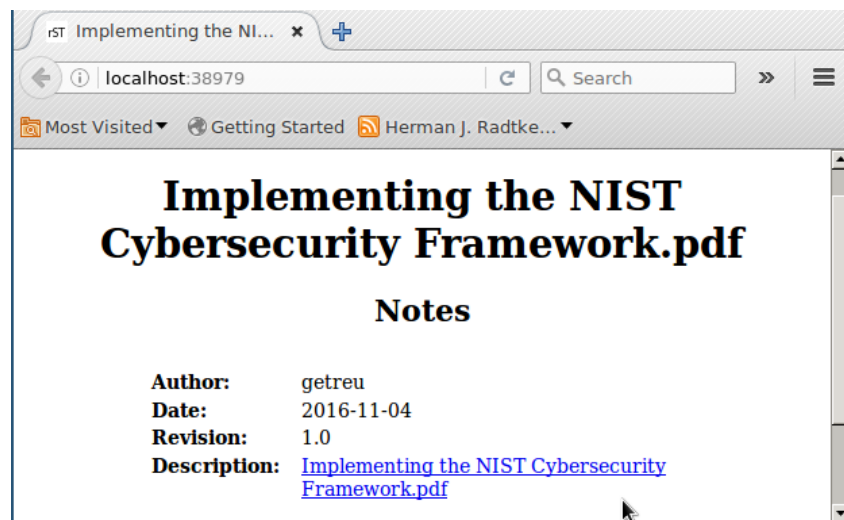 rST Implementing the NI...
localhost:38979
Search
Most Visited Getting Started Herman J. Radtke...
Implementing the NIST
Cybersecurity Framework.pdf
Notes
Author: getreu
Date: 2016-11-04
Revision: 1.0
Description: Implementing the NIST Cybersecurity
Framework.pdf